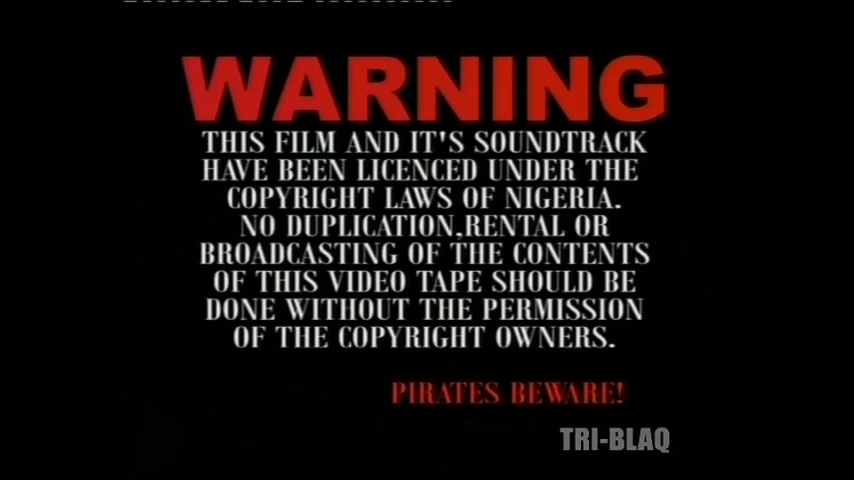 WARNING
THIS FILM AND IT'S SOUNDTRACK
HAVE BEEN LICENCED UNDER THE
COPYRIGHT LAWS OF NIGERIA.
NO DUPLICATION,RENTAL OR
BROADCASTING OF THE CONTENTS
OF THIS VIDEO TAPE SHOULD BE
DONE WITHOUT THE PERMISSION
OF THE COPYRIGHT OWNERS.
PIRATES BEWARE!
TRI-BLAQ